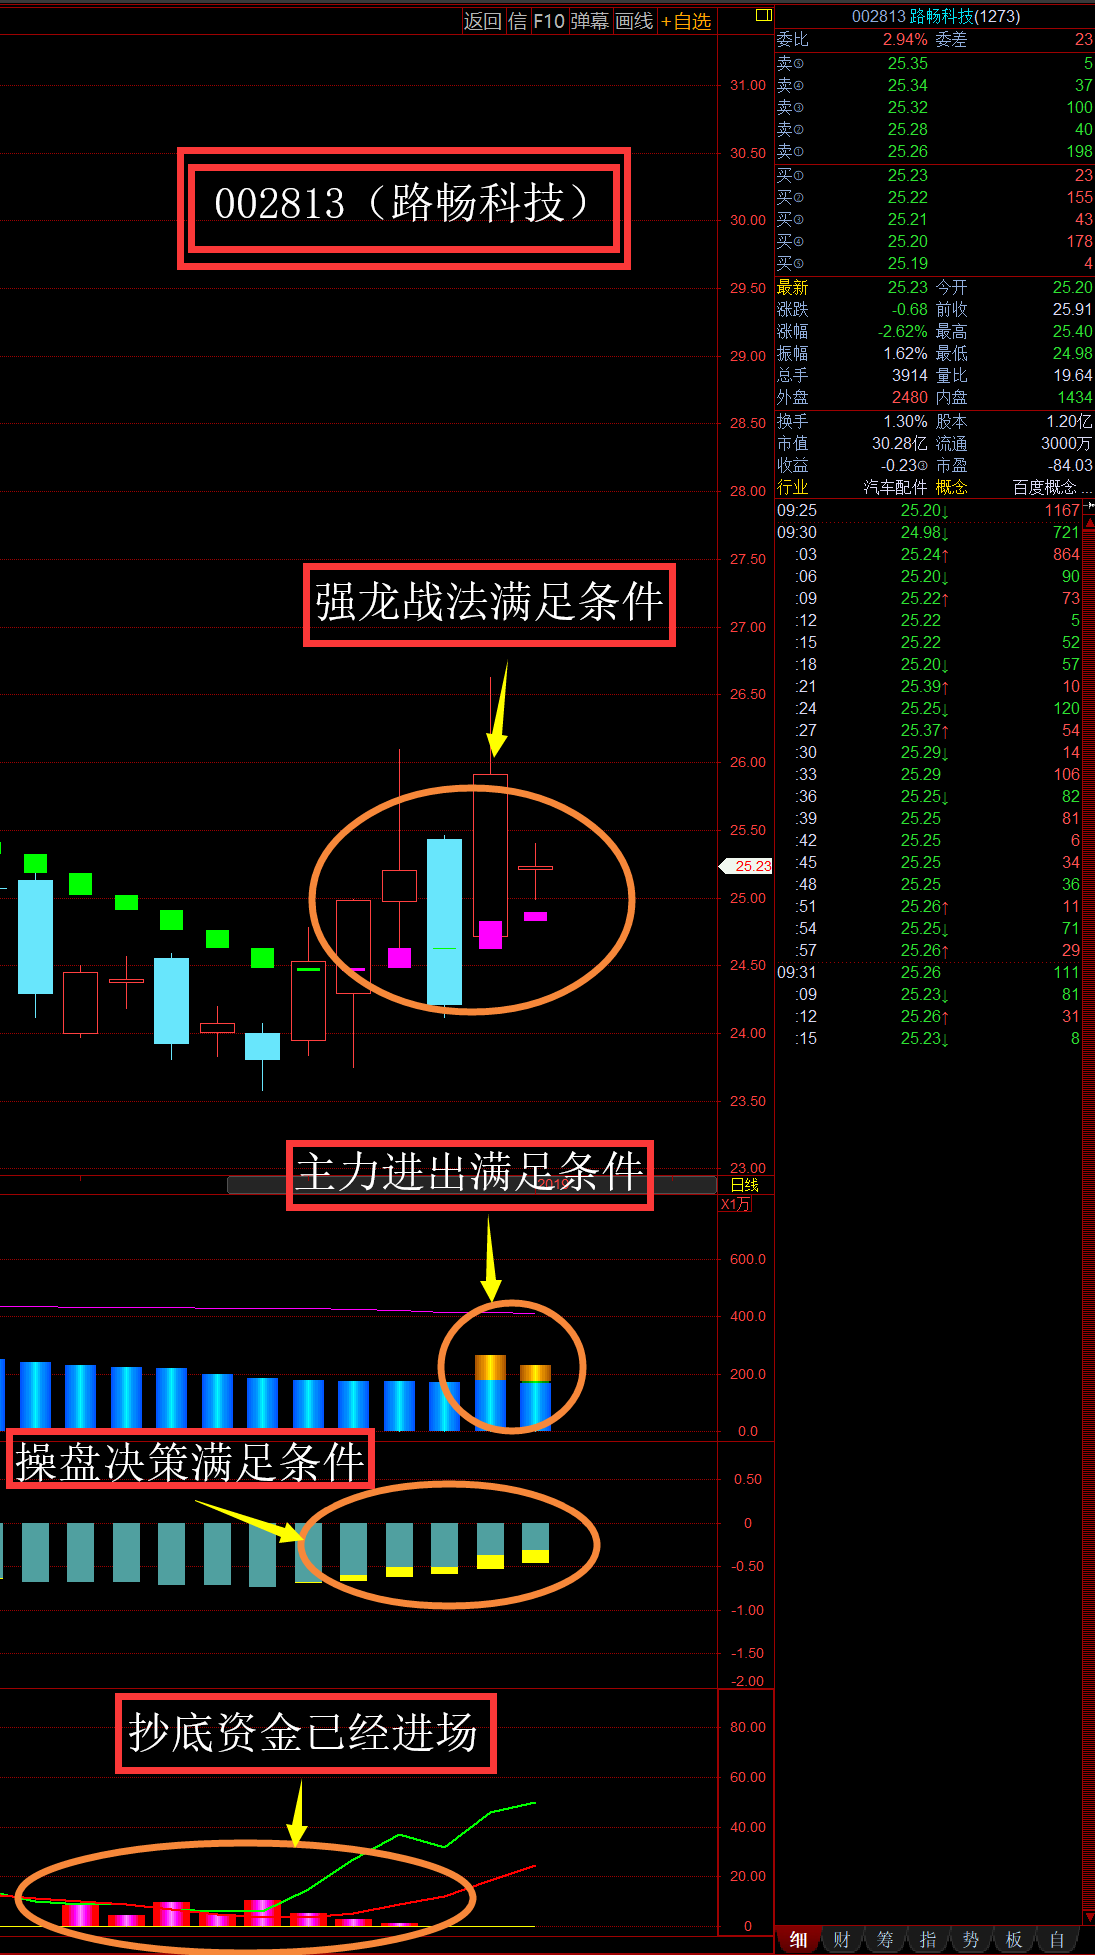 返回 信 F10 弹幕 画线 +自选
002813 路畅科技(1273)
委比 2.94% 委差 23
卖⑤ 25.35 5
卖④ 25.34 37
卖③ 25.32 100
卖② 25.28 40
卖① 25.26 198
买① 25.23 23
买② 25.22 155
买③ 25.21 43
买④ 25.20 178
买⑤ 25.19 4
最新 25.23 今开 25.20
涨跌 -0.68 前收 25.91
涨幅 -2.62% 最高 25.40
振幅 1.62% 最低 24.98
总手 3914 量比 19.64
外盘 2480 内盘 1434
换手 1.30% 股本 1.20亿
市值 30.28亿 流通 3000万
收益 -0.23③ 市盈 -84.03
行业 汽车配件 概念 百度概念 ...
09:25 25.20↓ 1167
09:30 24.98↓ 721
:03 25.24↑ 864
:06 25.20↓ 90
:09 25.22↑ 73
:12 25.22 5
:15 25.22 52
:18 25.20↓ 57
:21 25.39↑ 10
:24 25.25↓ 120
:27 25.37↑ 54
:30 25.29↓ 14
:33 25.29 106
:36 25.25↓ 82
:39 25.25 81
:42 25.25 6
:45 25.25 34
:48 25.25 36
:51 25.26↑ 11
:54 25.25↓ 71
:57 25.26↑ 29
09:31 25.26 111
:09 25.23↓ 81
:12 25.26↑ 31
:15 25.23↓ 8
细 财 筹 指 势 板 自
31.00
30.50
002813（路畅科技）
30.00
29.50
29.00
28.50
28.00
27.50
强龙战法满足条件
27.00
26.50
26.00
25.50
25.23
25.00
24.50
24.00
23.50
23.00
主力进出满足条件
2019
日线
X1万
600.0
400.0
200.0
0.0
操盘决策满足条件
0.50
0
-0.50
-1.00
-1.50
-2.00
抄底资金已经进场
80.00
60.00
40.00
20.00
0